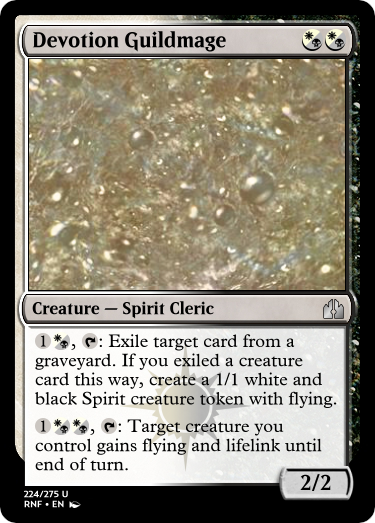 Devotion Guildmage
Creature — Spirit Cleric
1, : Exile target card from a
graveyard. If you exiled a creature
card this way, create a 1/1 white and
black Spirit creature token with flying.
1, : Target creature you
control gains flying and lifelink until
end of turn.
2/2
224/275 U
RNF • EN